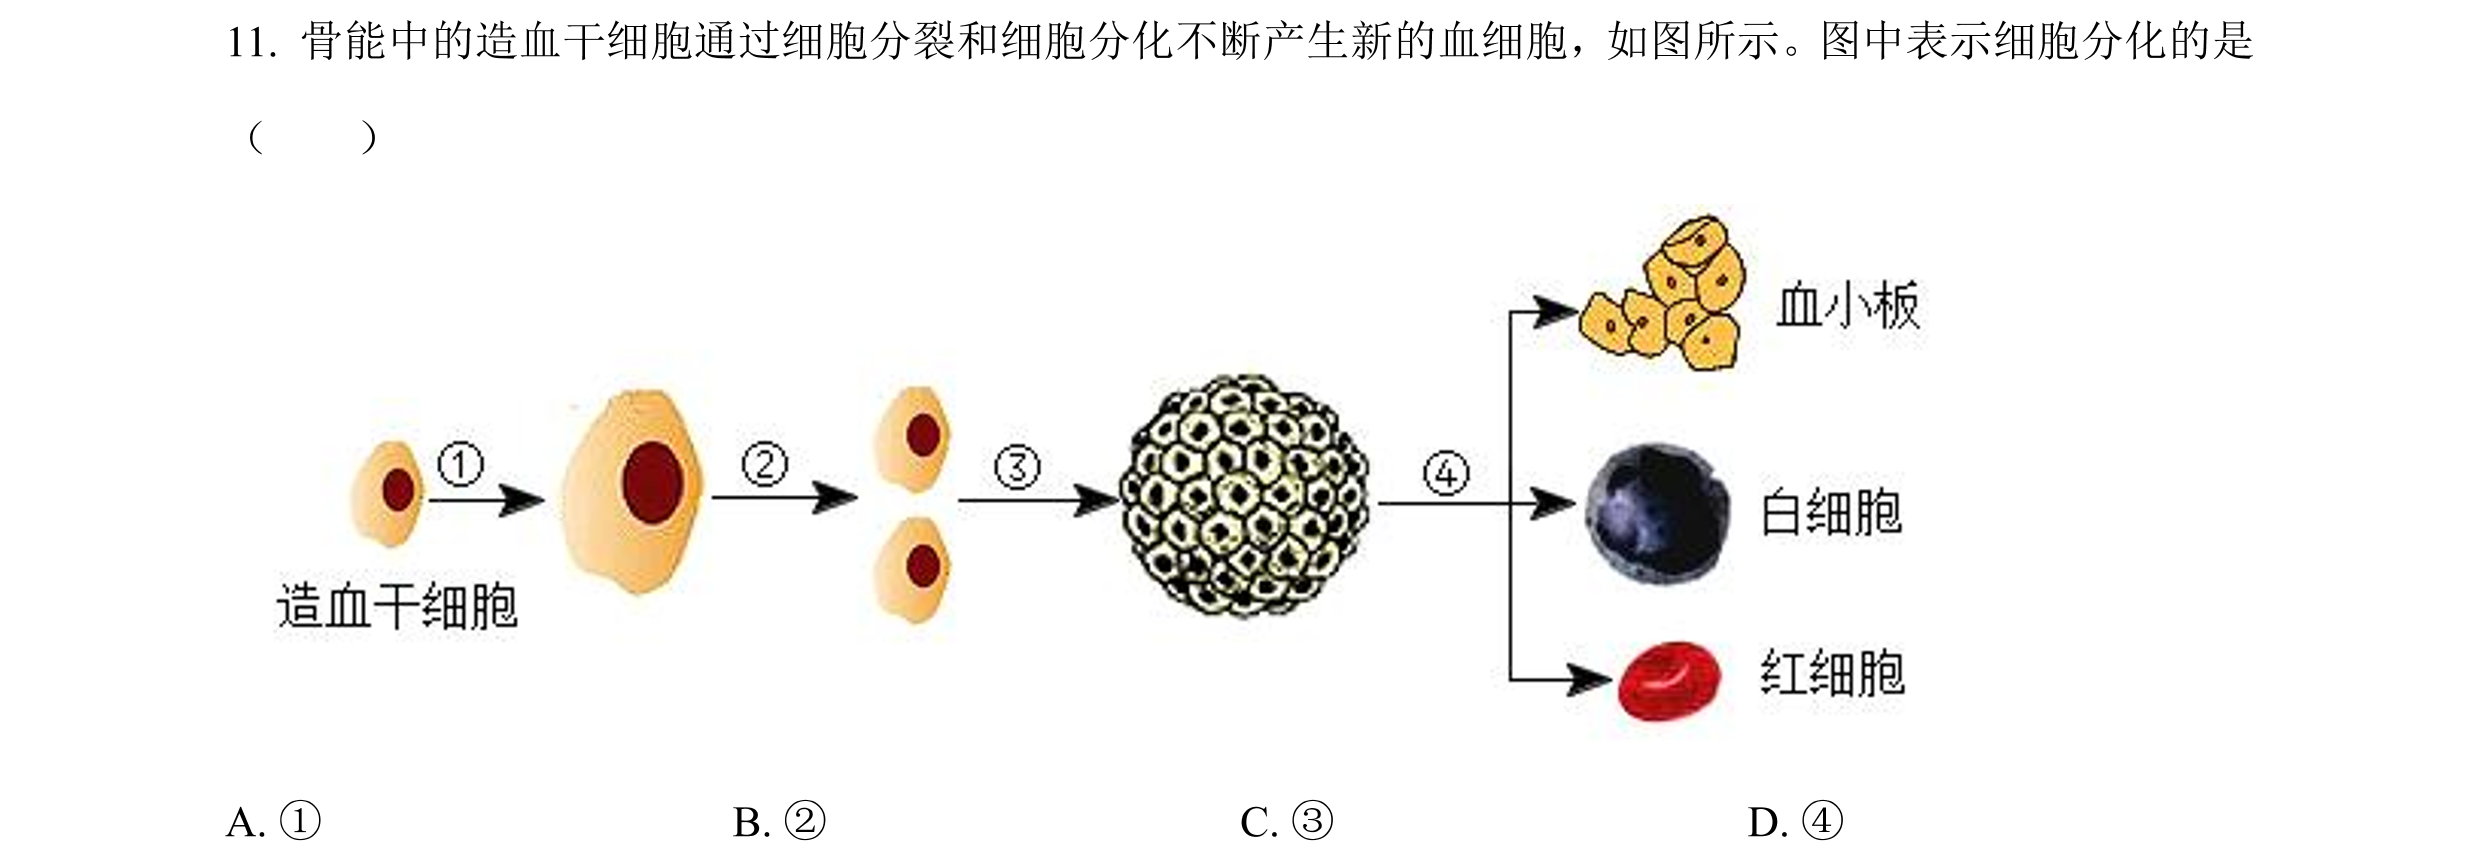 11. 骨能中的造血干细胞通过细胞分裂和细胞分化不断产生新的血细胞，如图所示。图中表示细胞分化的是
（　　）
血小板
① ② ③ ④
白细胞
造血干细胞
红细胞
A. ① B. ② C. ③ D. ④